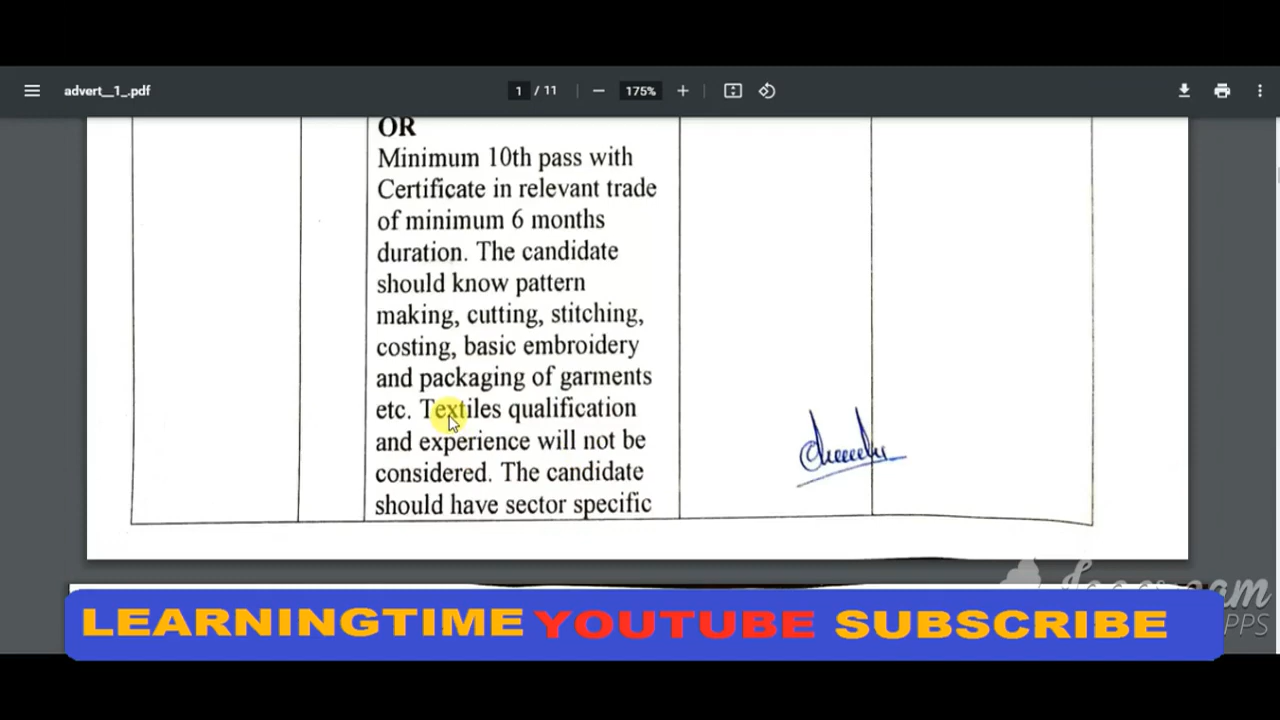 advert__1_.pdf
1 / 11
175%
OR
Minimum 10th pass with
Certificate in relevant trade
of minimum 6 months
duration. The candidate
should know pattern
making, cutting, stitching,
costing, basic embroidery
and packaging of garments
etc. Textiles qualification
and experience will not be
considered. The candidate
should have sector specific
LEARNINGTIME YOUTUBE SUBSCRIBE